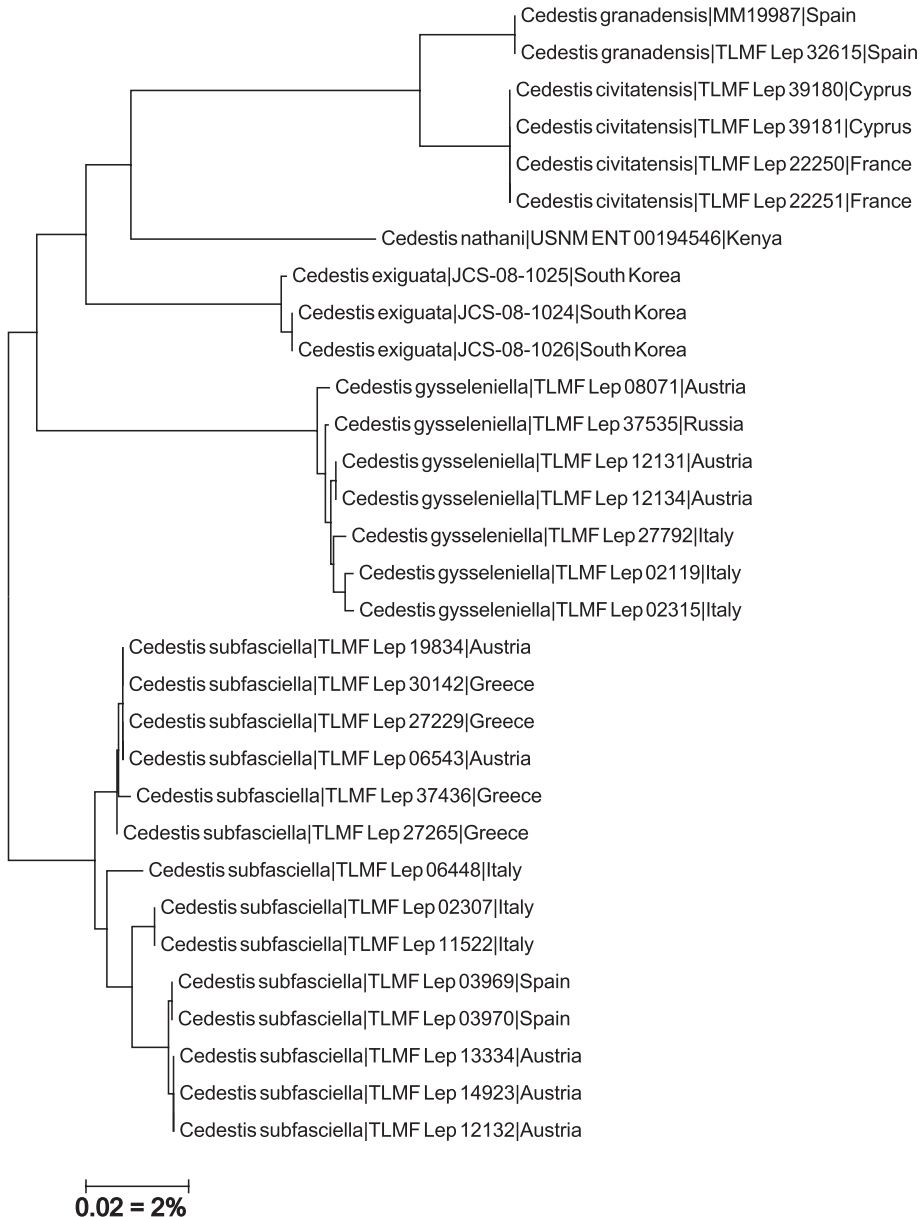 Cedestis granadensis|MM19987|Spain
Cedestis granadensis|TLMF Lep 32615|Spain
Cedestis civitatensis|TLMF Lep 39180|Cyprus
Cedestis civitatensis|TLMF Lep 39181|Cyprus
Cedestis civitatensis|TLMF Lep 22250|France
Cedestis civitatensis|TLMF Lep 22251|France
Cedestis nathani|USNM ENT 00194546|Kenya
Cedestis exiguata|JCS-08-1025|South Korea
Cedestis exiguata|JCS-08-1024|South Korea
Cedestis exiguata|JCS-08-1026|South Korea
Cedestis gysseleniella|TLMF Lep 08071|Austria
Cedestis gysseleniella|TLMF Lep 37535|Russia
Cedestis gysseleniella|TLMF Lep 12131|Austria
Cedestis gysseleniella|TLMF Lep 12134|Austria
Cedestis gysseleniella|TLMF Lep 27792|Italy
Cedestis gysseleniella|TLMF Lep 02119|Italy
Cedestis gysseleniella|TLMF Lep 02315|Italy
Cedestis subfasciella|TLMF Lep 19834|Austria
Cedestis subfasciella|TLMF Lep 30142|Greece
Cedestis subfasciella|TLMF Lep 27229|Greece
Cedestis subfasciella|TLMF Lep 06543|Austria
Cedestis subfasciella|TLMF Lep 37436|Greece
Cedestis subfasciella|TLMF Lep 27265|Greece
Cedestis subfasciella|TLMF Lep 06448|Italy
Cedestis subfasciella|TLMF Lep 02307|Italy
Cedestis subfasciella|TLMF Lep 11522|Italy
Cedestis subfasciella|TLMF Lep 03969|Spain
Cedestis subfasciella|TLMF Lep 03970|Spain
Cedestis subfasciella|TLMF Lep 13334|Austria
Cedestis subfasciella|TLMF Lep 14923|Austria
Cedestis subfasciella|TLMF Lep 12132|Austria
0.02 = 2%